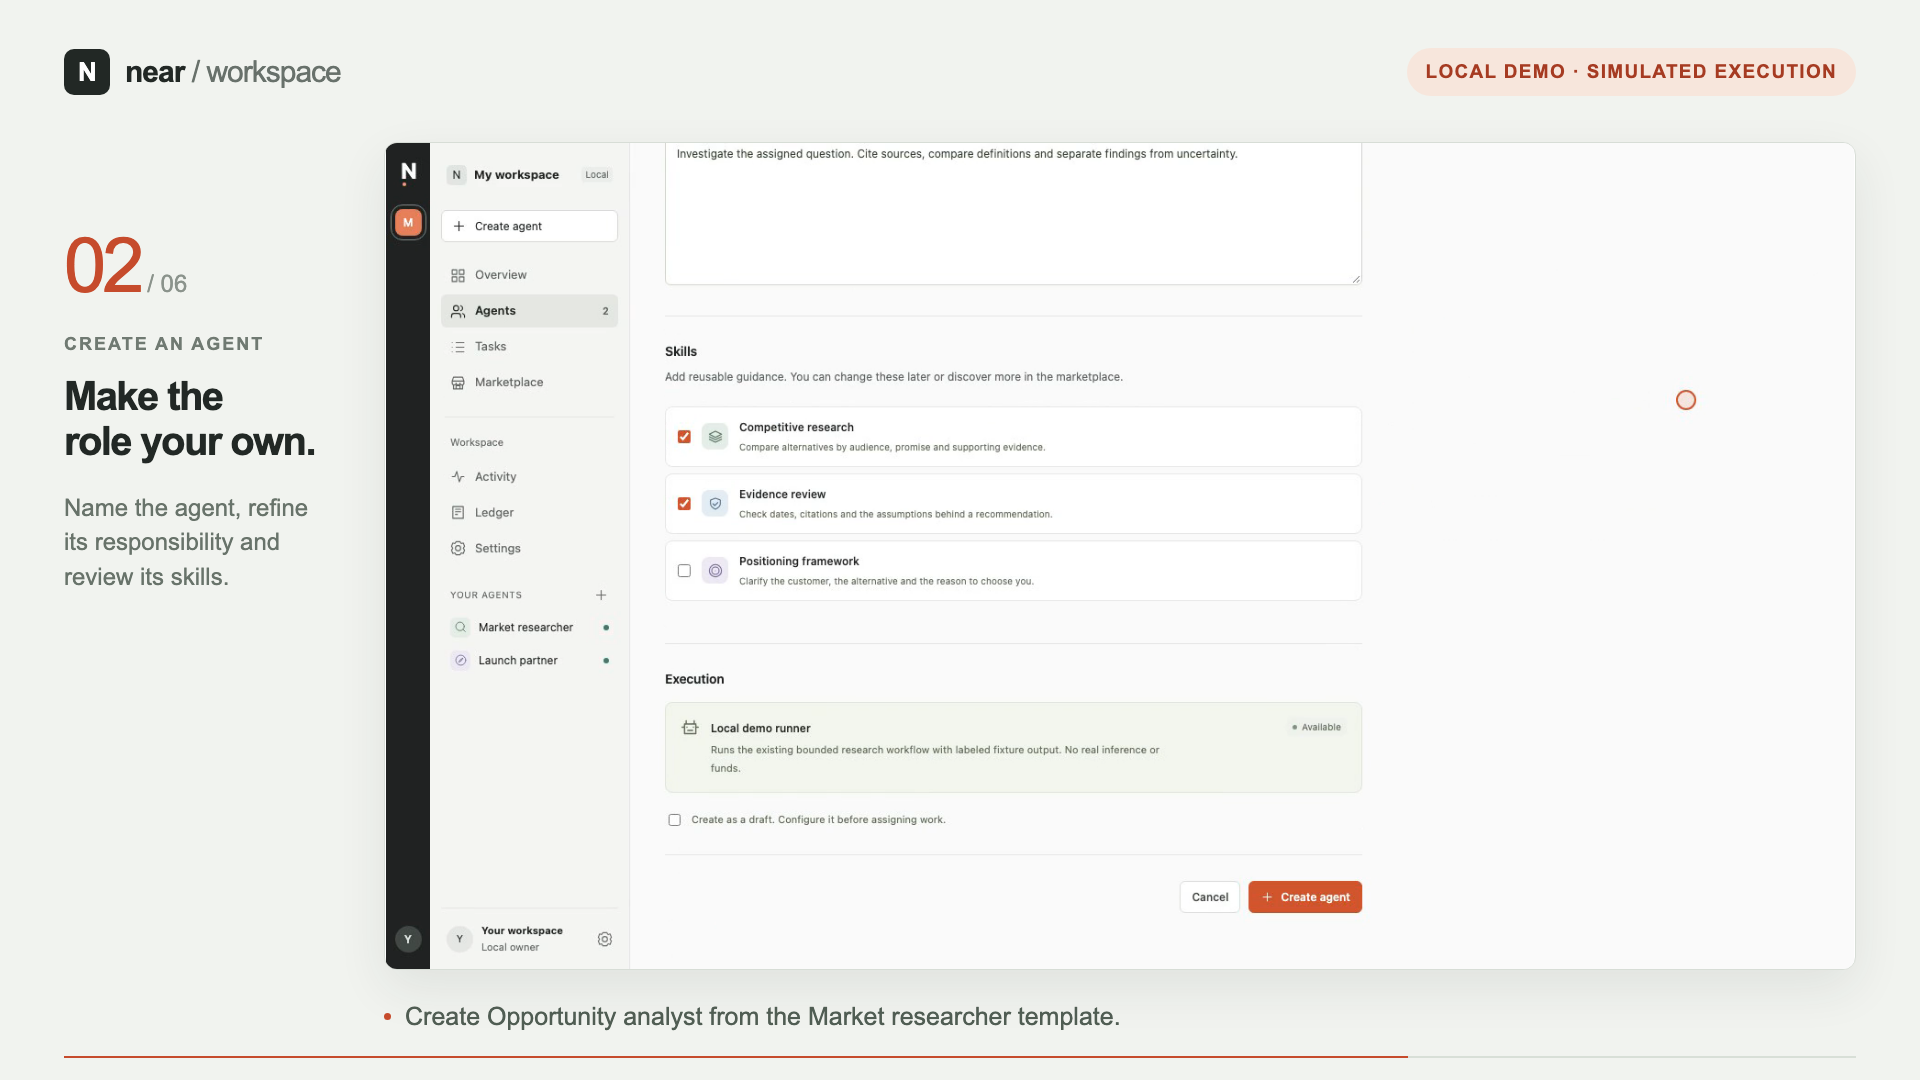 N near / workspace
LOCAL DEMO · SIMULATED EXECUTION
02 / 06
CREATE AN AGENT
Make the
role your own.
Name the agent, refine
its responsibility and
review its skills.
N
M
Y
N My workspace Local
+ Create agent
Overview
Agents 2
Tasks
Marketplace
Workspace
Activity
Ledger
Settings
YOUR AGENTS +
Market researcher
Launch partner
Y Your workspace
Local owner
Investigate the assigned question. Cite sources, compare definitions and separate findings from uncertainty.
Skills
Add reusable guidance. You can change these later or discover more in the marketplace.
Competitive research
Compare alternatives by audience, promise and supporting evidence.
Evidence review
Check dates, citations and the assumptions behind a recommendation.
Positioning framework
Clarify the customer, the alternative and the reason to choose you.
Execution
Local demo runner
Available
Runs the existing bounded research workflow with labeled fixture output. No real inference or
funds.
Create as a draft. Configure it before assigning work.
Cancel
+ Create agent
• Create Opportunity analyst from the Market researcher template.